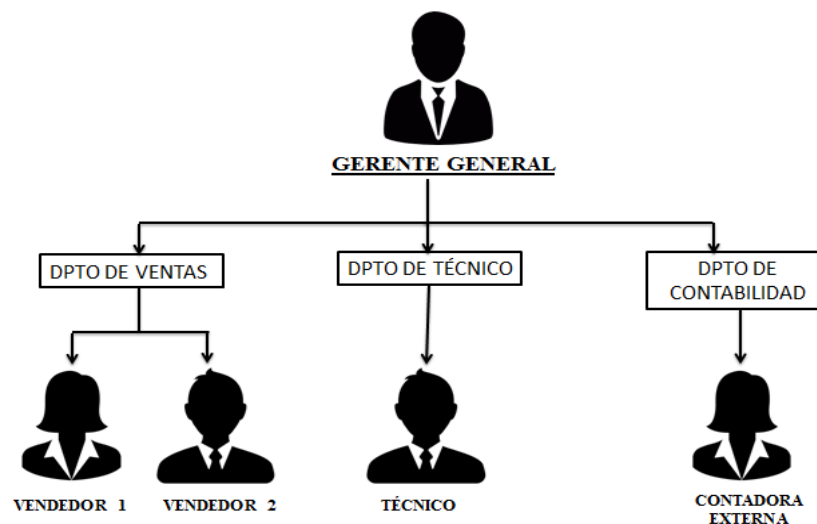 GERENTE GENERAL
DPTO DE VENTAS
DPTO DE TÉCNICO
DPTO DE
CONTABILIDAD
VENDEDOR 1
VENDEDOR 2
TÉCNICO
CONTADORA
EXTERNA